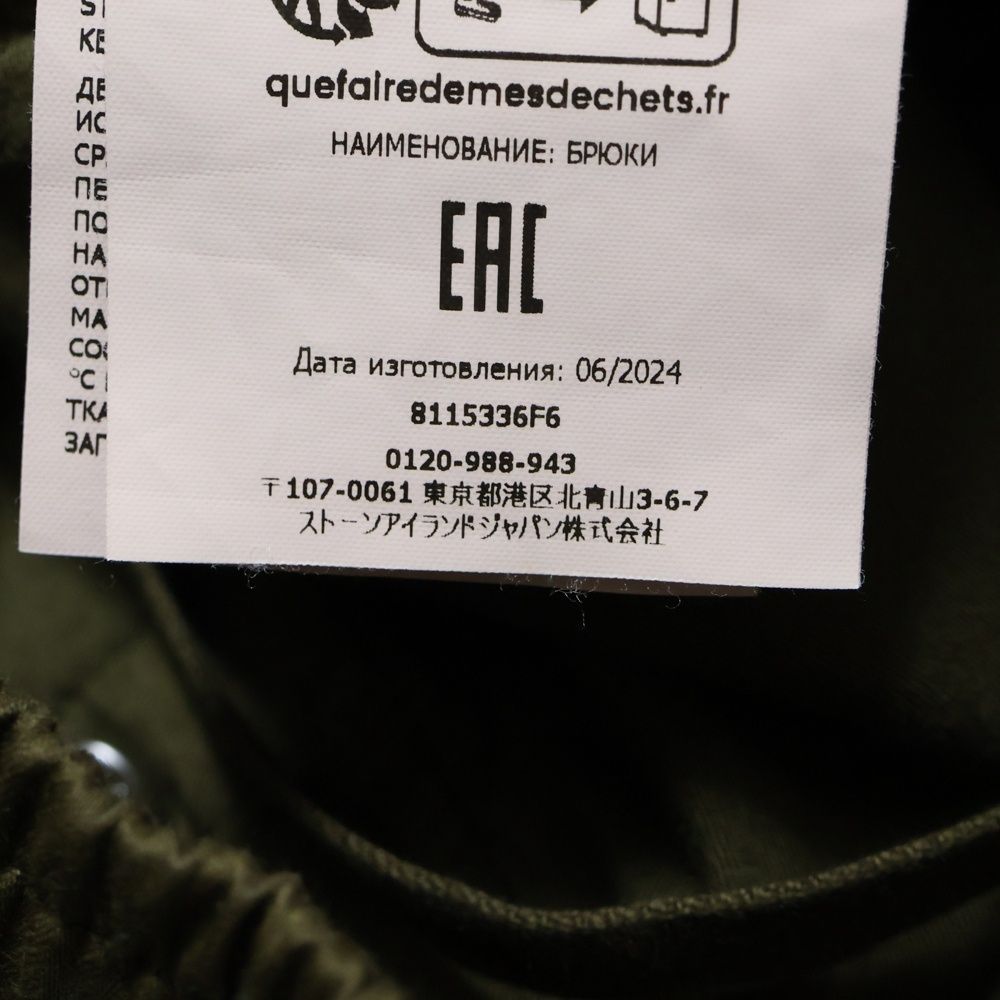 quefairedemesdechets.fr
НАИМЕНОВАНИЕ: БРЮКИ
EAC
Дата изготовления: 06/2024
8115336F6
0120-988-943
〒107-0061 東京都港区北青山3-6-7
ストーンアイランドジャパン株式会社